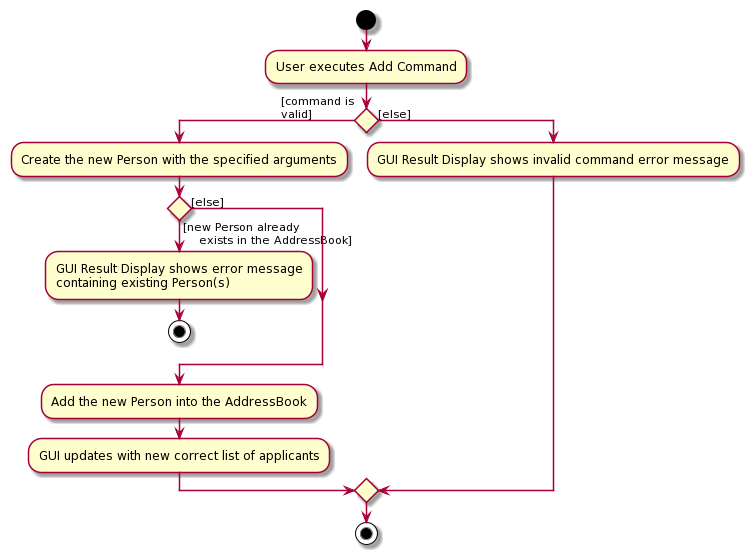 User executes Add Command
[command is
valid]
[else]
Create the new Person with the specified arguments
GUI Result Display shows invalid command error message
[else]
[new Person already
exists in the AddressBook]
GUI Result Display shows error message
containing existing Person(s)
Add the new Person into the AddressBook
GUI updates with new correct list of applicants